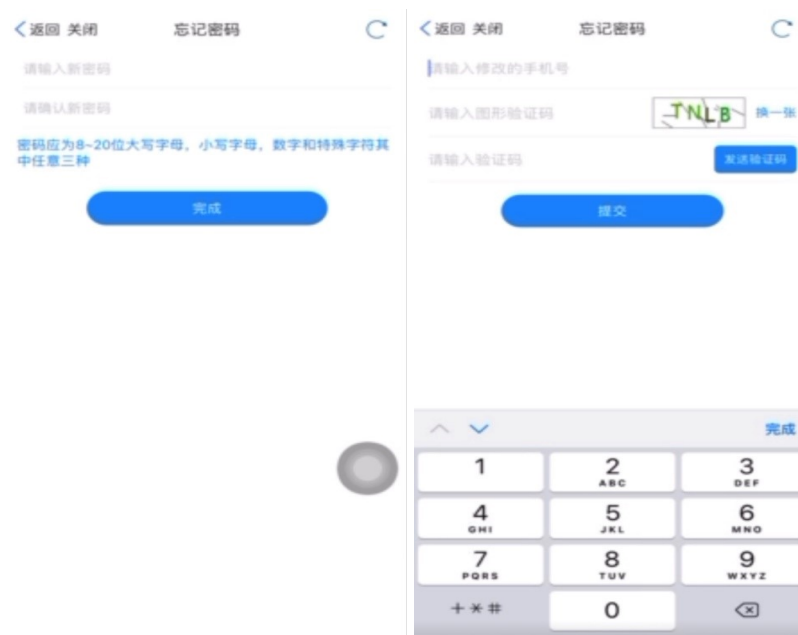 返回 关闭 忘记密码
请输入新密码
请确认新密码
密码应为8~20位大写字母，小写字母，数字和特殊字符其
中任意三种
完成
返回 关闭 忘记密码
请输入修改的手机号
请输入图形验证码 TNLB 换一张
请输入验证码 发送验证码
提交
完成
1 2 3
ABC DEF
4 5 6
GHI JKL MNO
7 8 9
PQRS TUV WXYZ
+*# 0